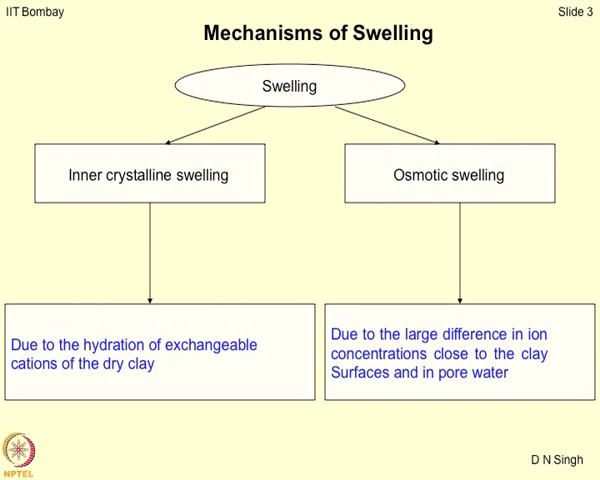 IIT Bombay
Slide 3
Mechanisms of Swelling
Swelling
Inner crystalline swelling
Osmotic swelling
Due to the hydration of exchangeable
cations of the dry clay
Due to the large difference in ion
concentrations close to the clay
Surfaces and in pore water
NPTEL
D N Singh